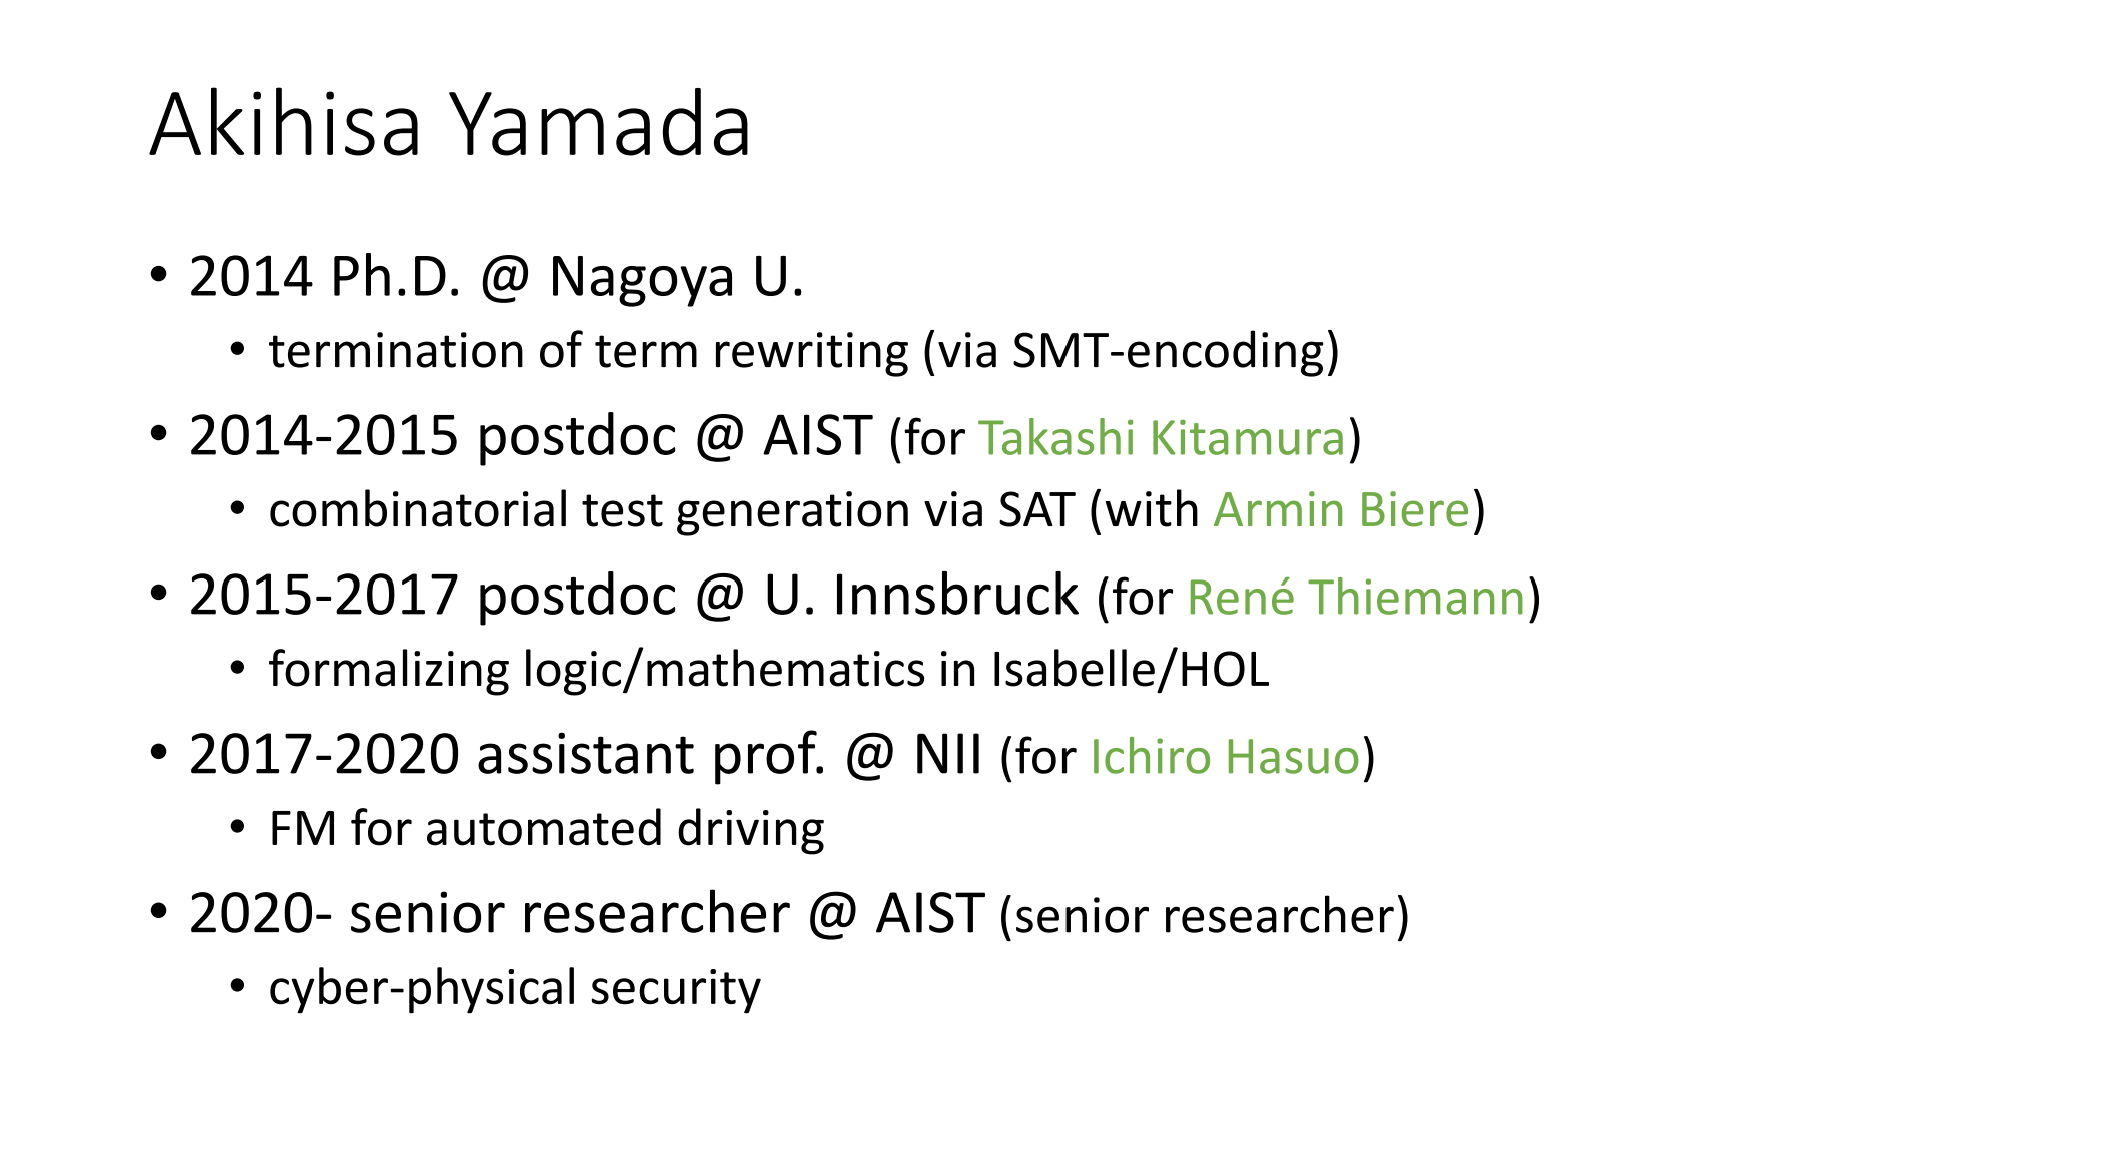 Akihisa Yamada
• 2014 Ph.D. @ Nagoya U.
• termination of term rewriting (via SMT-encoding)
• 2014-2015 postdoc @ AIST (for Takashi Kitamura)
• combinatorial test generation via SAT (with Armin Biere)
• 2015-2017 postdoc @ U. Innsbruck (for René Thiemann)
• formalizing logic/mathematics in Isabelle/HOL
• 2017-2020 assistant prof. @ NII (for Ichiro Hasuo)
• FM for automated driving
• 2020- senior researcher @ AIST (senior researcher)
• cyber-physical security